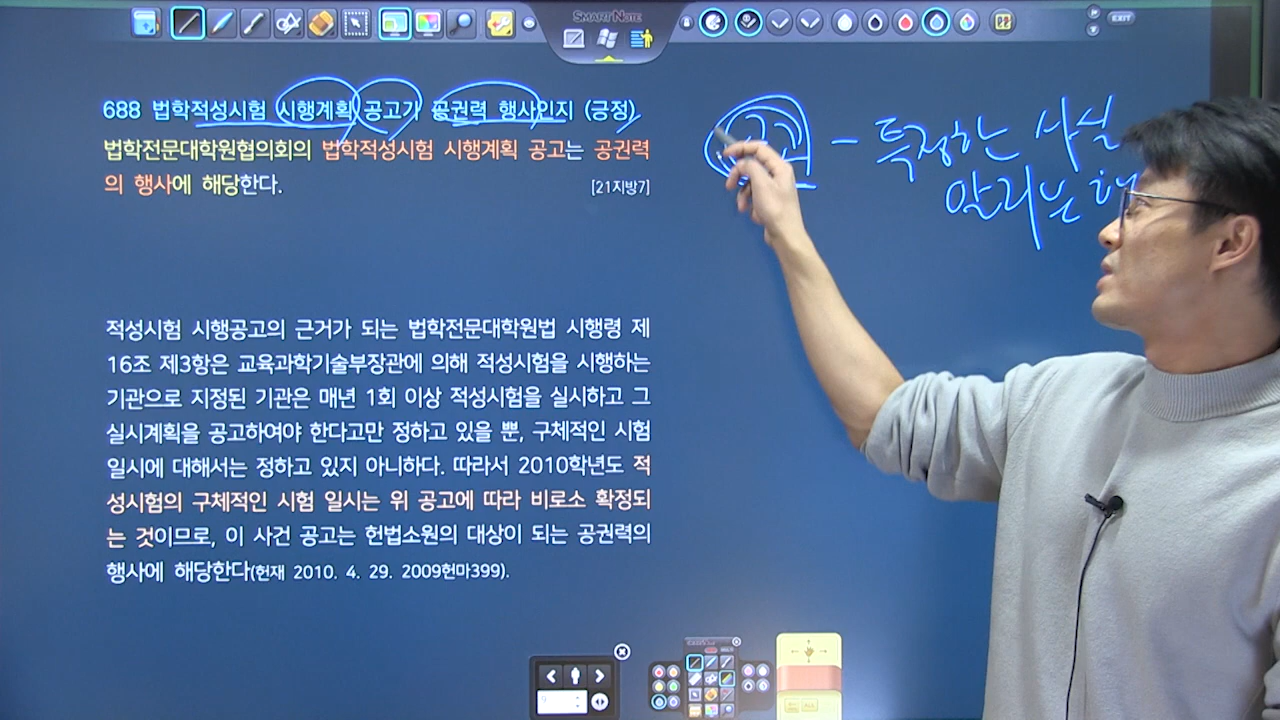 SMART NOTE
EXIT
688 법학적성시험 시행계획 공고가 공권력 행사인지 (긍정)
법학전문대학원협의회의 법학적성시험 시행계획 공고는 공권력
의 행사에 해당한다.
[21지방7]
공고 - 특정한 사실
알리는
적성시험 시행공고의 근거가 되는 법학전문대학원법 시행령 제
16조 제3항은 교육과학기술부장관에 의해 적성시험을 시행하는
기관으로 지정된 기관은 매년 1회 이상 적성시험을 실시하고 그
실시계획을 공고하여야 한다고만 정하고 있을 뿐, 구체적인 시험
일시에 대해서는 정하고 있지 아니하다. 따라서 2010학년도 적
성시험의 구체적인 시험 일시는 위 공고에 따라 비로소 확정되
는 것이므로, 이 사건 공고는 헌법소원의 대상이 되는 공권력의
행사에 해당한다(헌재 2010. 4. 29. 2009헌마399).